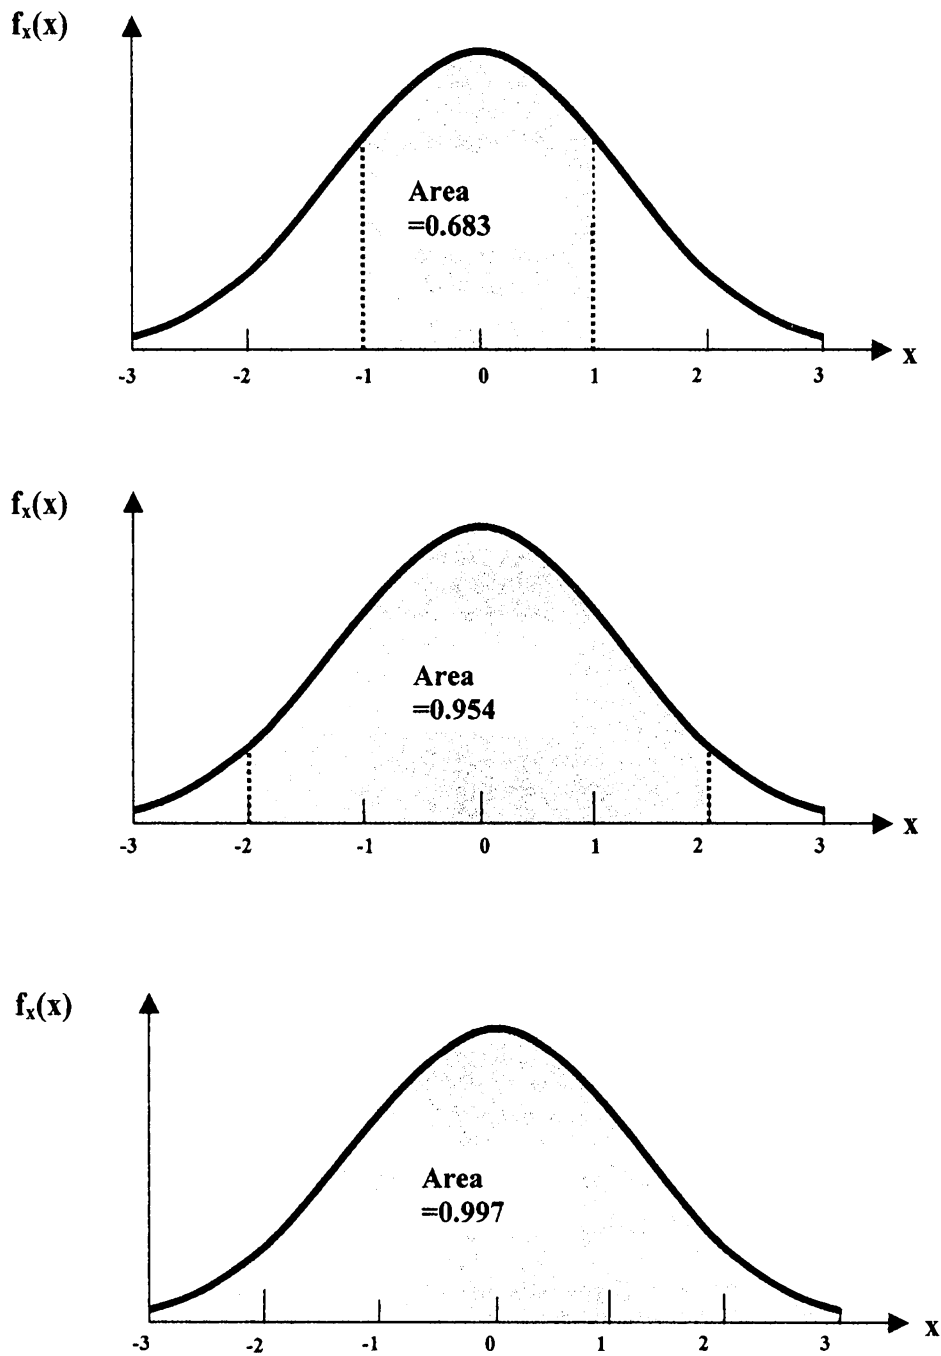 fx(x)
Area
=0.683
x
-3 -2 -1 0 1 2 3
fx(x)
Area
=0.954
x
-3 -2 -1 0 1 2 3
fx(x)
Area
=0.997
x
-3 -2 -1 0 1 2 3